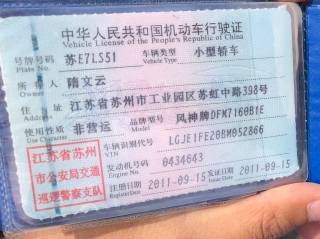 中华人民共和国机动车行驶证
Vehicle License of the People's Republic of China
号牌号码 苏E7LS51 车辆类型 小型轿车
Plate No. Vehicle Type
所有人 隋文云
Owner
住址 江苏省苏州市工业园区苏虹中路398号
Address
使用性质 非营运 品牌型号 风神牌DFM7160B1E
Use Character Model
江苏省苏州
市公安局交通
巡逻警察支队
车辆识别代号 LGJE1FE20BM052866
VIN
发动机号码 0434643
Engine No.
注册日期 2011-09-15 发证日期 2011-09-15
Register Date Issue Date